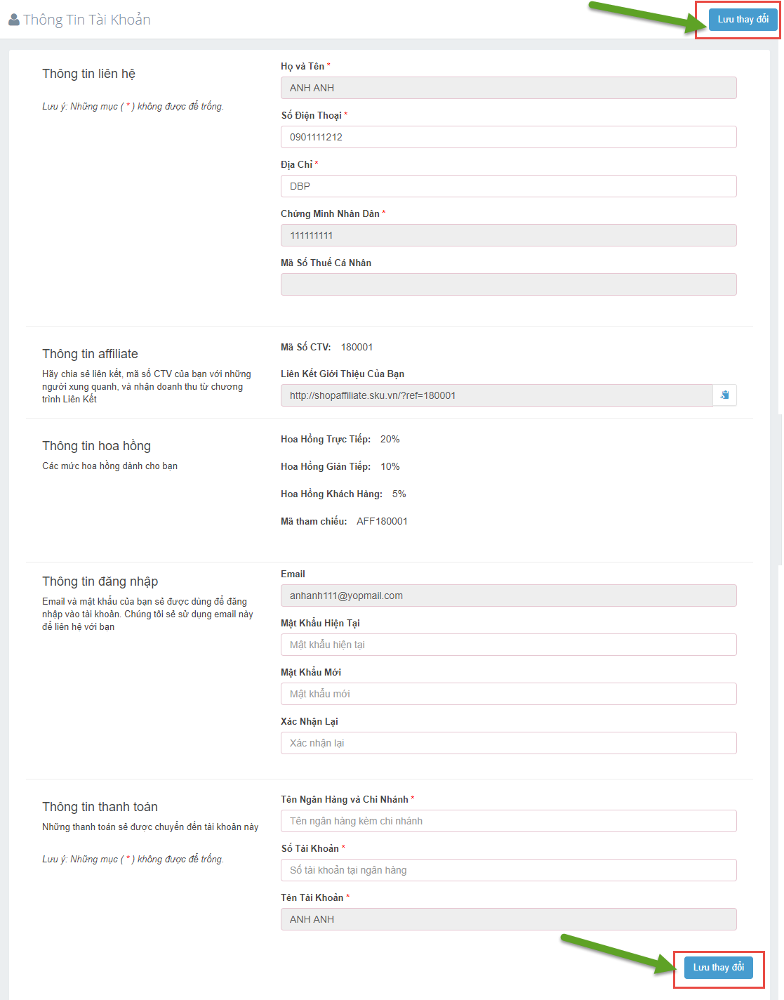 Thông Tin Tài Khoản
Lưu thay đổi
Thông tin liên hệ
Lưu ý: Những mục ( * ) không được để trống.
Họ và Tên *
ANH ANH
Số Điện Thoại *
0901111212
Địa Chỉ *
DBP
Chứng Minh Nhân Dân *
111111111
Mã Số Thuế Cá Nhân
Thông tin affiliate
Hãy chia sẻ liên kết, mã số CTV của bạn với những
người xung quanh, và nhận doanh thu từ chương
trình Liên Kết
Mã Số CTV: 180001
Liên Kết Giới Thiệu Của Bạn
http://shopaffiliate.sku.vn/?ref=180001
Thông tin hoa hồng
Các mức hoa hồng dành cho bạn
Hoa Hồng Trực Tiếp: 20%
Hoa Hồng Gián Tiếp: 10%
Hoa Hồng Khách Hàng: 5%
Mã tham chiếu: AFF180001
Thông tin đăng nhập
Email và mật khẩu của bạn sẻ được dùng để đăng
nhập vào tài khoản. Chúng tôi sẻ sử dụng email này
để liên hệ với bạn
Email
anhanh111@yopmail.com
Mật Khẩu Hiện Tại
Mật khẩu hiện tại
Mật Khẩu Mới
Mật khẩu mới
Xác Nhận Lại
Xác nhận lại
Thông tin thanh toán
Những thanh toán sẻ được chuyển đến tài khoản này
Lưu ý: Những mục ( * ) không được để trống.
Tên Ngân Hàng và Chi Nhánh *
Tên ngân hàng kèm chi nhánh
Số Tài Khoản *
Số tài khoản tại ngân hàng
Tên Tài Khoản *
ANH ANH
Lưu thay đổi